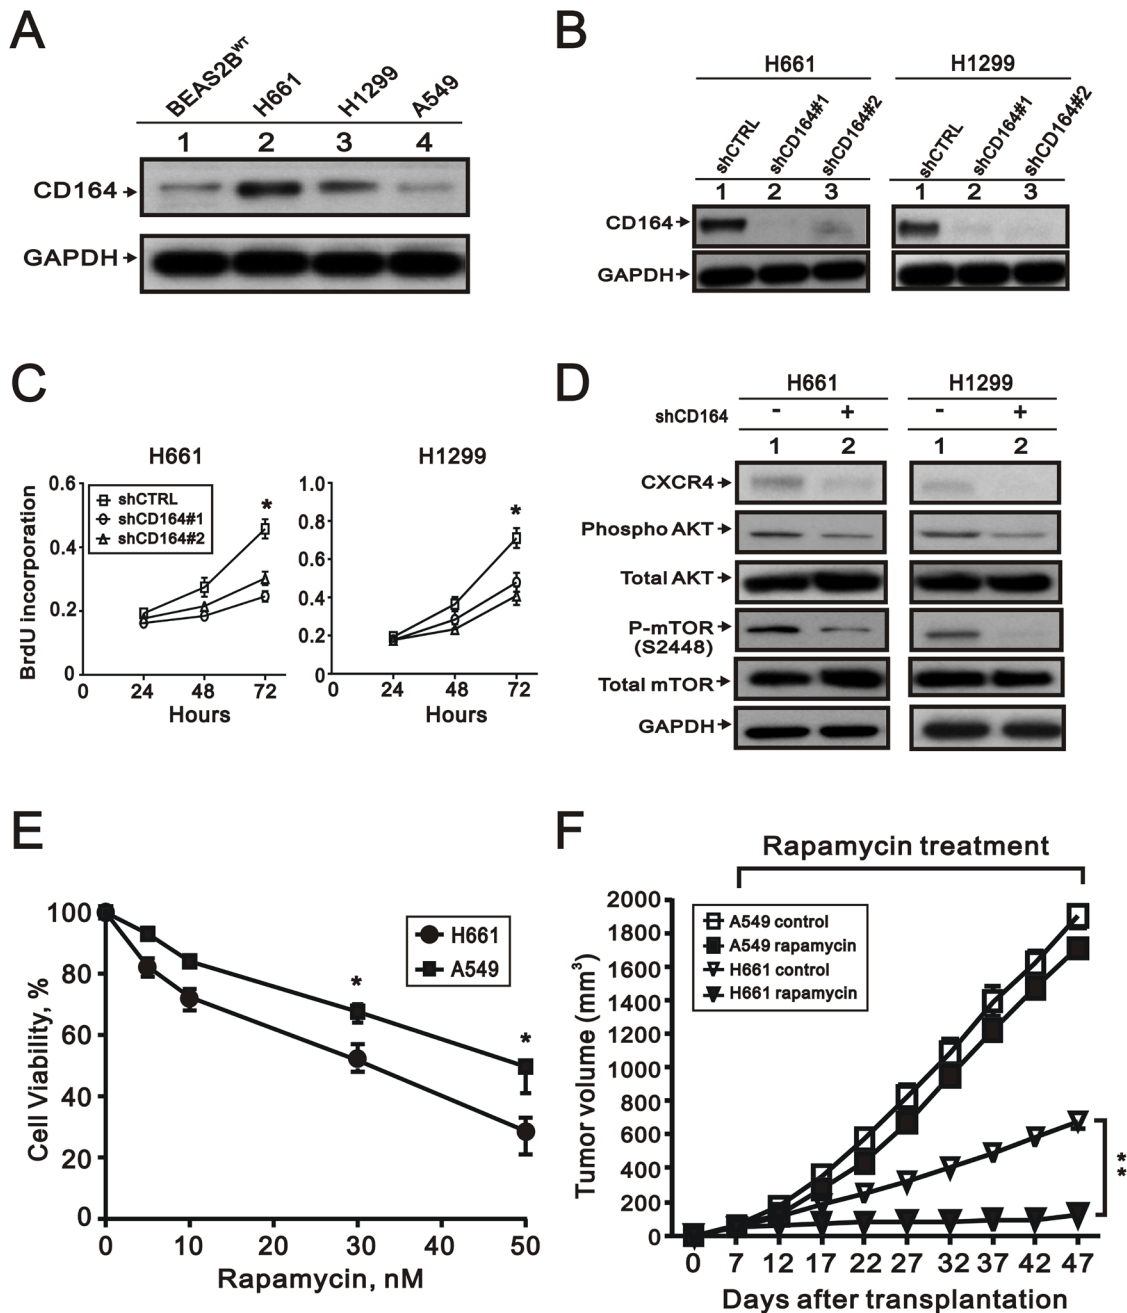 A
BEAS2B^WT H661 H1299 A549
1 2 3 4
CD164
GAPDH
B
H661 H1299
shCTRL shCD164#1 shCD164#2 shCTRL shCD164#1 shCD164#2
1 2 3 1 2 3
CD164
GAPDH
C
H661 H1299
BrdU incorporation
0.6
0.4
0.2
0
shCTRL
shCD164#1
shCD164#2
*
0 24 48 72
Hours
1.0
0.8
0.6
0.4
0.2
0
*
0 24 48 72
Hours
D
H661 H1299
shCD164 - + - +
1 2 1 2
CXCR4
Phospho AKT
Total AKT
P-mTOR
(S2448)
Total mTOR
GAPDH
E
Cell Viability, %
100
80
60
40
20
0
H661
A549
*
*
0 10 20 30 40 50
Rapamycin, nM
F
Rapamycin treatment
Tumor volume (mm³)
2000
1800
1600
1400
1200
1000
800
600
400
200
0
A549 control
A549 rapamycin
H661 control
H661 rapamycin
**
0 7 12 17 22 27 32 37 42 47
Days after transplantation